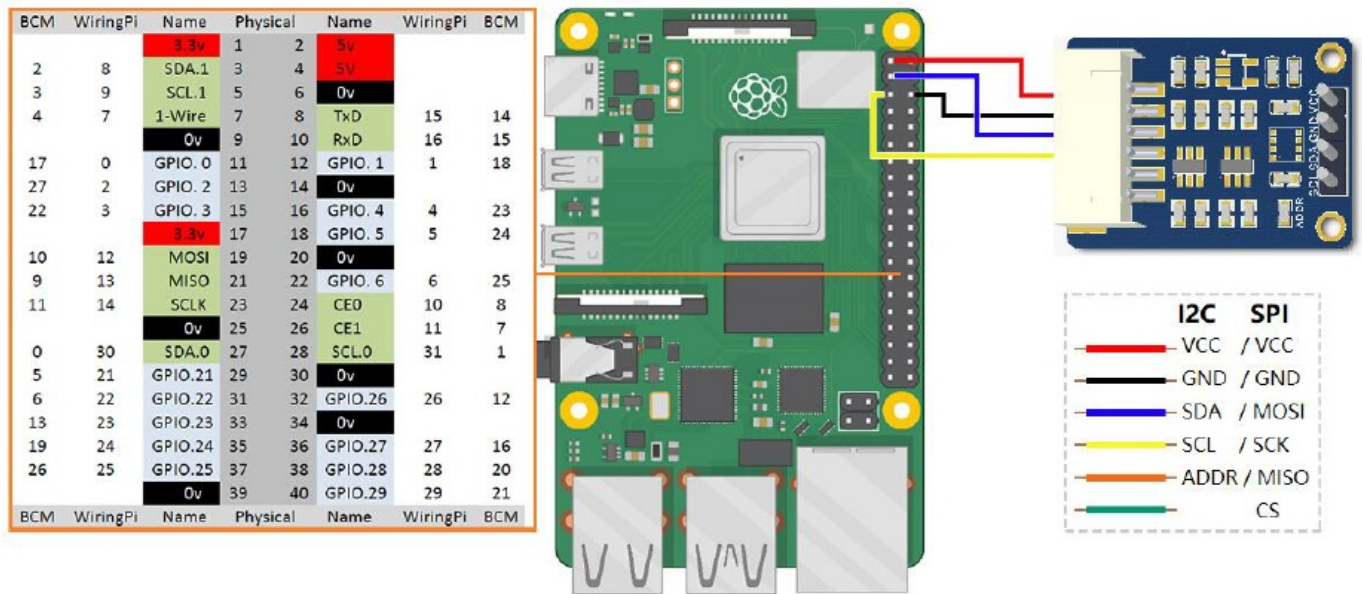 BCM WiringPi Name Physical Name WiringPi BCM
3.3v 1 2 5v
2 8 SDA.1 3 4 5V
3 9 SCL.1 5 6 0v
4 7 1-Wire 7 8 TxD 15 14
0v 9 10 RxD 16 15
17 0 GPIO. 0 11 12 GPIO. 1 1 18
27 2 GPIO. 2 13 14 0v
22 3 GPIO. 3 15 16 GPIO. 4 4 23
3.3v 17 18 GPIO. 5 5 24
10 12 MOSI 19 20 0v
9 13 MISO 21 22 GPIO. 6 6 25
11 14 SCLK 23 24 CE0 10 8
0v 25 26 CE1 11 7
0 30 SDA.0 27 28 SCL.0 31 1
5 21 GPIO.21 29 30 0v
6 22 GPIO.22 31 32 GPIO.26 26 12
13 23 GPIO.23 33 34 0v
19 24 GPIO.24 35 36 GPIO.27 27 16
26 25 GPIO.25 37 38 GPIO.28 28 20
0v 39 40 GPIO.29 29 21
BCM WiringPi Name Physical Name WiringPi BCM
SCL SDA GND VCC
ADDR
I2C SPI
VCC / VCC
GND / GND
SDA / MOSI
SCL / SCK
ADDR / MISO
CS